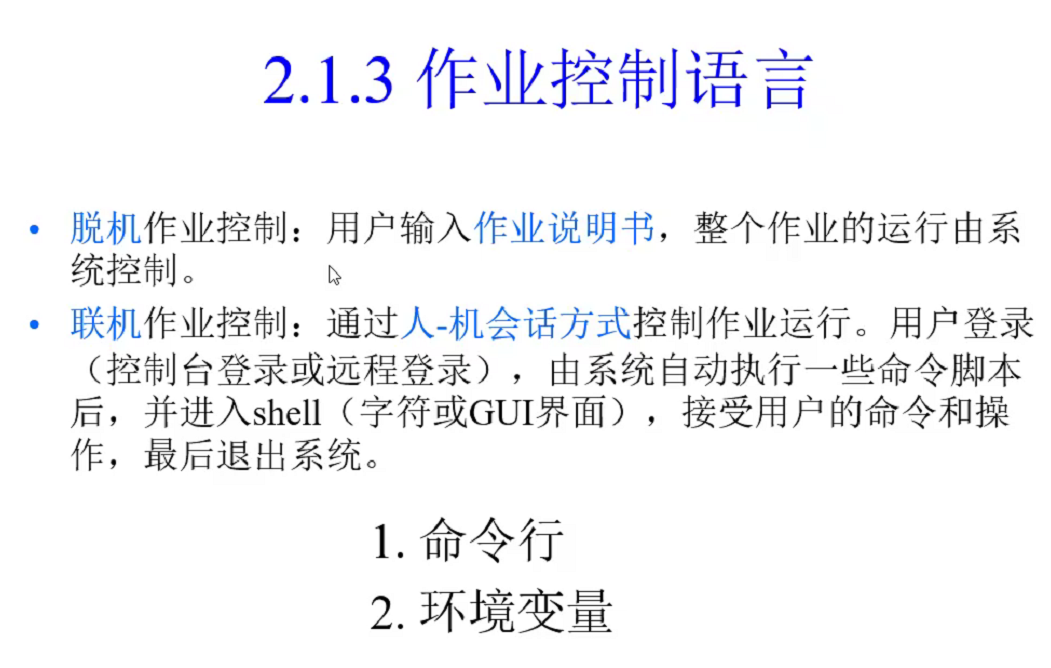 2.1.3 作业控制语言
• 脱机作业控制：用户输入作业说明书，整个作业的运行由系
统控制。
• 联机作业控制：通过人-机会话方式控制作业运行。用户登录
（控制台登录或远程登录），由系统自动执行一些命令脚本
后，并进入shell（字符或GUI界面），接受用户的命令和操
作，最后退出系统。
1. 命令行
2. 环境变量